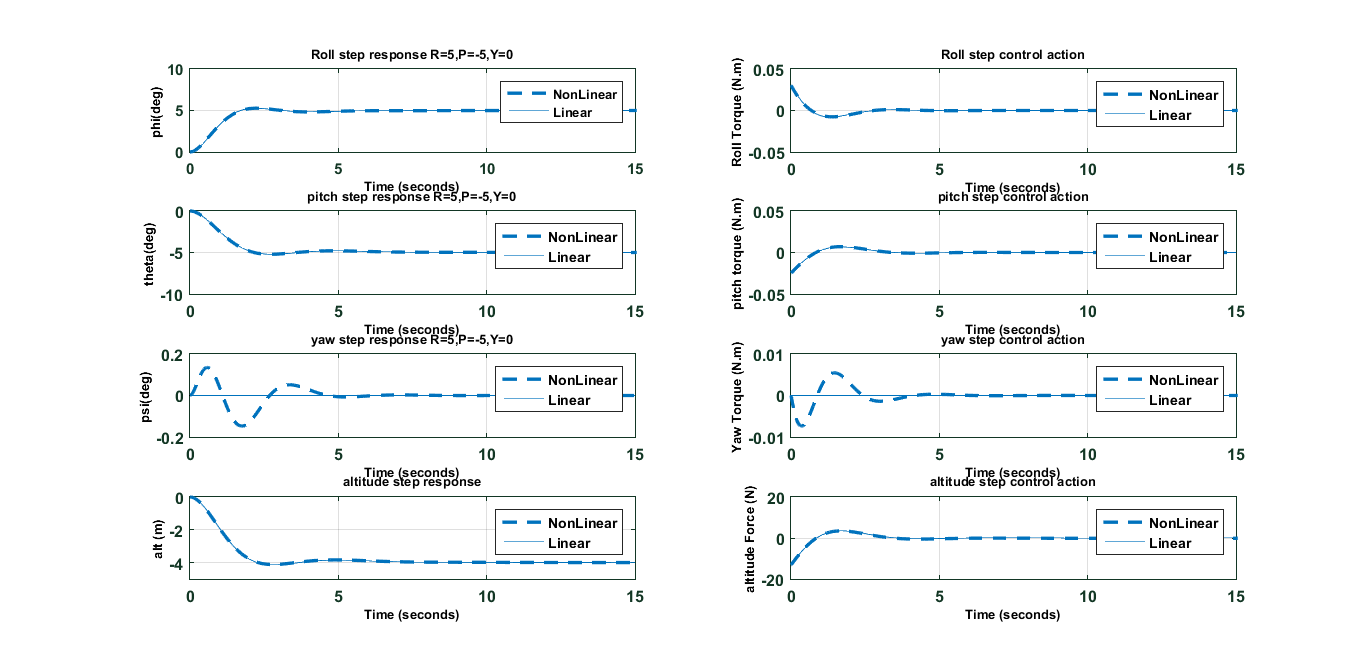 Roll step response R=5,P=-5,Y=0
10
5
0
phi(deg)
NonLinear
Linear
0
5
10
15
Time (seconds)
Roll step control action
0.05
0
-0.05
Roll Torque (N.m)
NonLinear
Linear
0
5
10
15
Time (seconds)
pitch step response R=5,P=-5,Y=0
0
-5
-10
theta(deg)
NonLinear
Linear
0
5
10
15
Time (seconds)
pitch step control action
0.05
0
-0.05
pitch torque (N.m)
NonLinear
Linear
0
5
10
15
Time (seconds)
yaw step response R=5,P=-5,Y=0
0.2
0
-0.2
psi(deg)
NonLinear
Linear
0
5
10
15
Time (seconds)
yaw step control action
0.01
0
-0.01
Yaw Torque (N.m)
NonLinear
Linear
0
5
10
15
Time (seconds)
altitude step response
0
-2
-4
alt (m)
NonLinear
Linear
0
5
10
15
Time (seconds)
altitude step control action
20
0
-20
altitude Force (N)
NonLinear
Linear
0
5
10
15
Time (seconds)